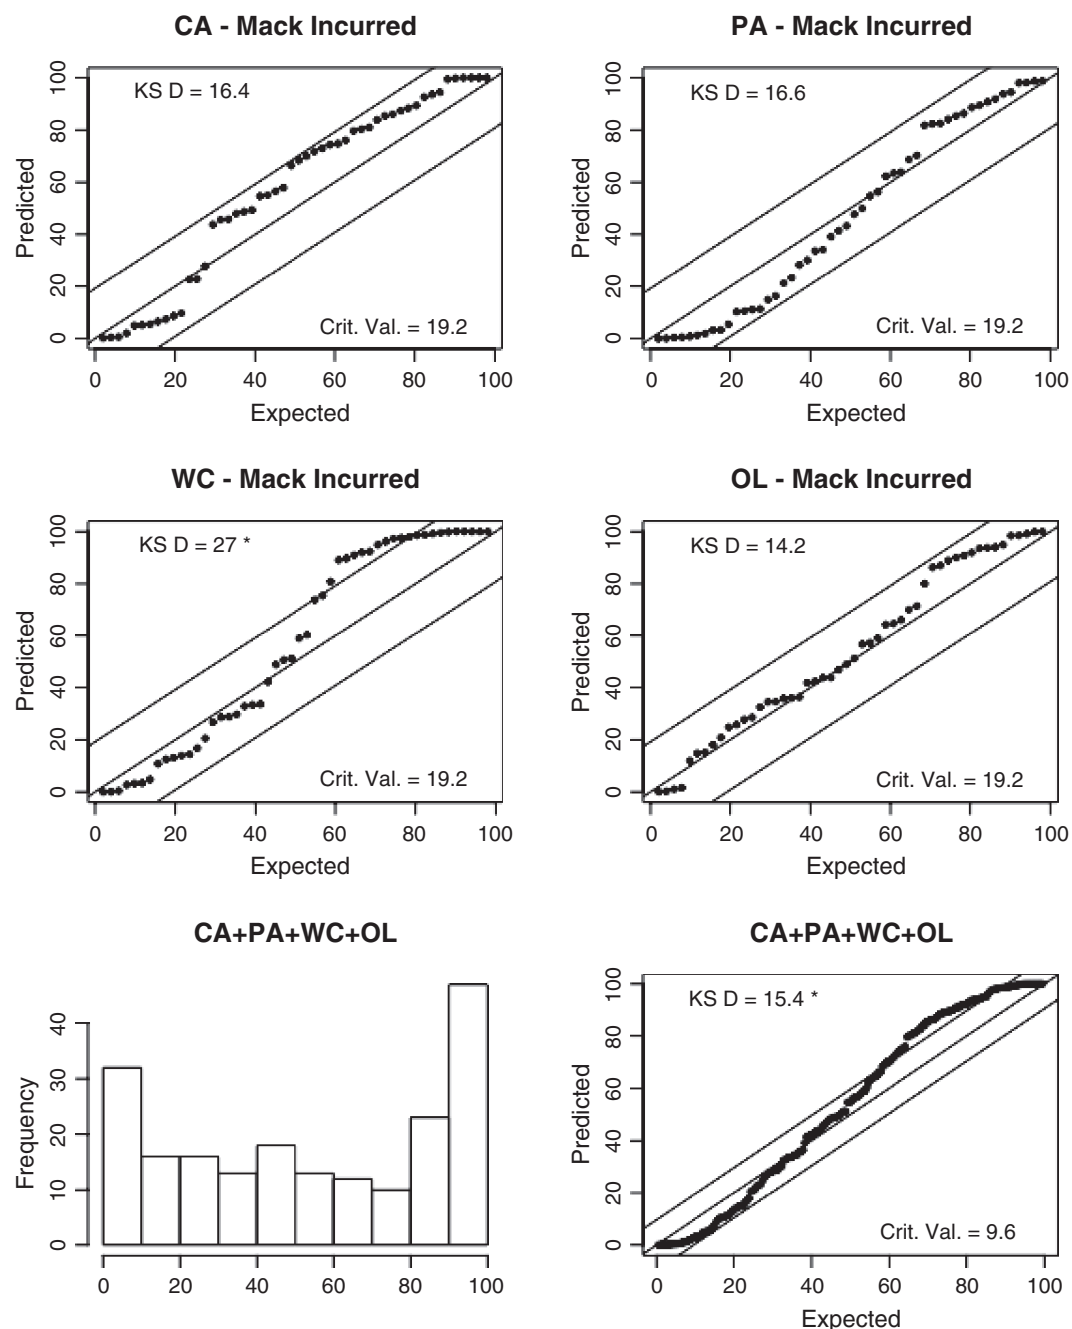 CA - Mack Incurred
KS D = 16.4
Crit. Val. = 19.2
Predicted
0 20 40 60 80 100
0 20 40 60 80 100
Expected
PA - Mack Incurred
KS D = 16.6
Crit. Val. = 19.2
Predicted
0 20 40 60 80 100
0 20 40 60 80 100
Expected
WC - Mack Incurred
KS D = 27 *
Crit. Val. = 19.2
Predicted
0 20 40 60 80 100
0 20 40 60 80 100
Expected
OL - Mack Incurred
KS D = 14.2
Crit. Val. = 19.2
Predicted
0 20 40 60 80 100
0 20 40 60 80 100
Expected
CA+PA+WC+OL
Frequency
0 10 20 30 40
0 20 40 60 80 100
CA+PA+WC+OL
KS D = 15.4 *
Crit. Val. = 9.6
Predicted
0 20 40 60 80 100
0 20 40 60 80 100
Expected